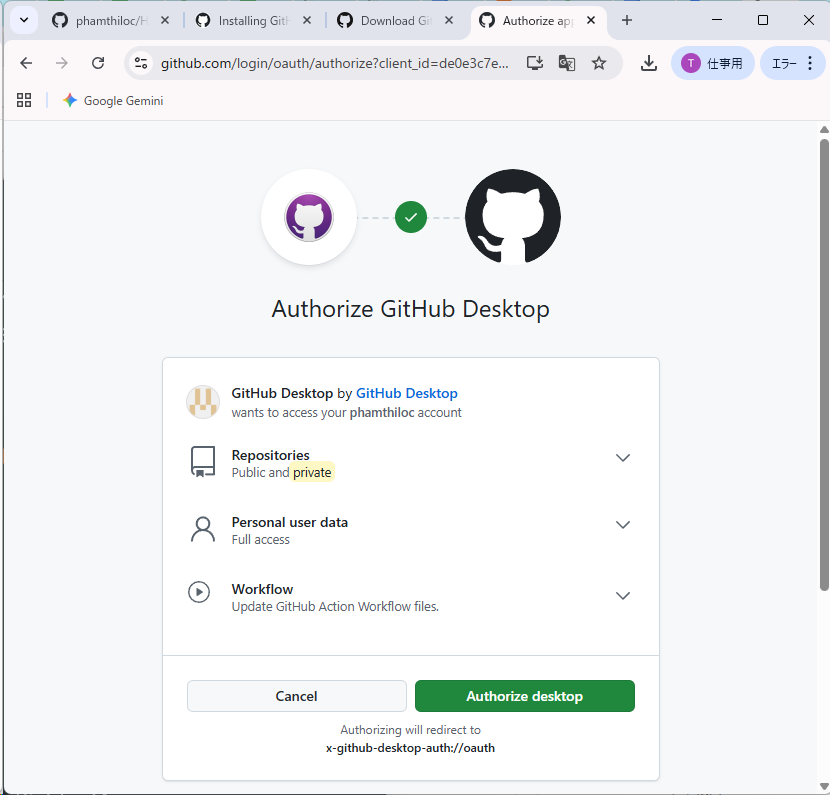 phamthiloc/H
Installing GitH
Download Git
Authorize app
github.com/login/oauth/authorize?client_id=de0e3c7e...
T 仕事用
エラー
Google Gemini
Authorize GitHub Desktop
GitHub Desktop by GitHub Desktop
wants to access your phamthiloc account
Repositories
Public and private
Personal user data
Full access
Workflow
Update GitHub Action Workflow files.
Cancel
Authorize desktop
Authorizing will redirect to
x-github-desktop-auth://oauth